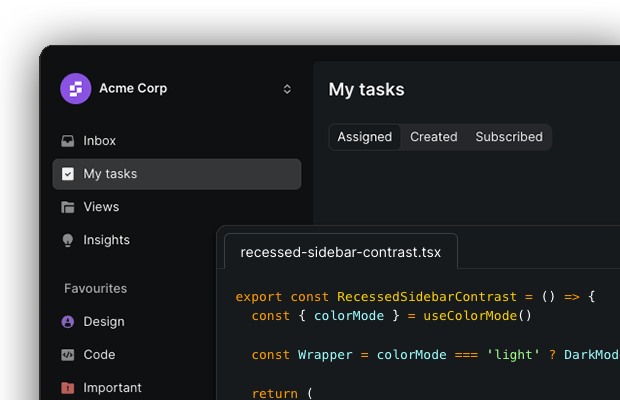 Acme Corp
Inbox
My tasks
Views
Insights
Favourites
Design
Code
Important
My tasks
Assigned Created Subscribed
recessed-sidebar-contrast.tsx
export const RecessedSidebarContrast = () => {
const { colorMode } = useColorMode()
const Wrapper = colorMode === 'light' ? DarkMod
return (